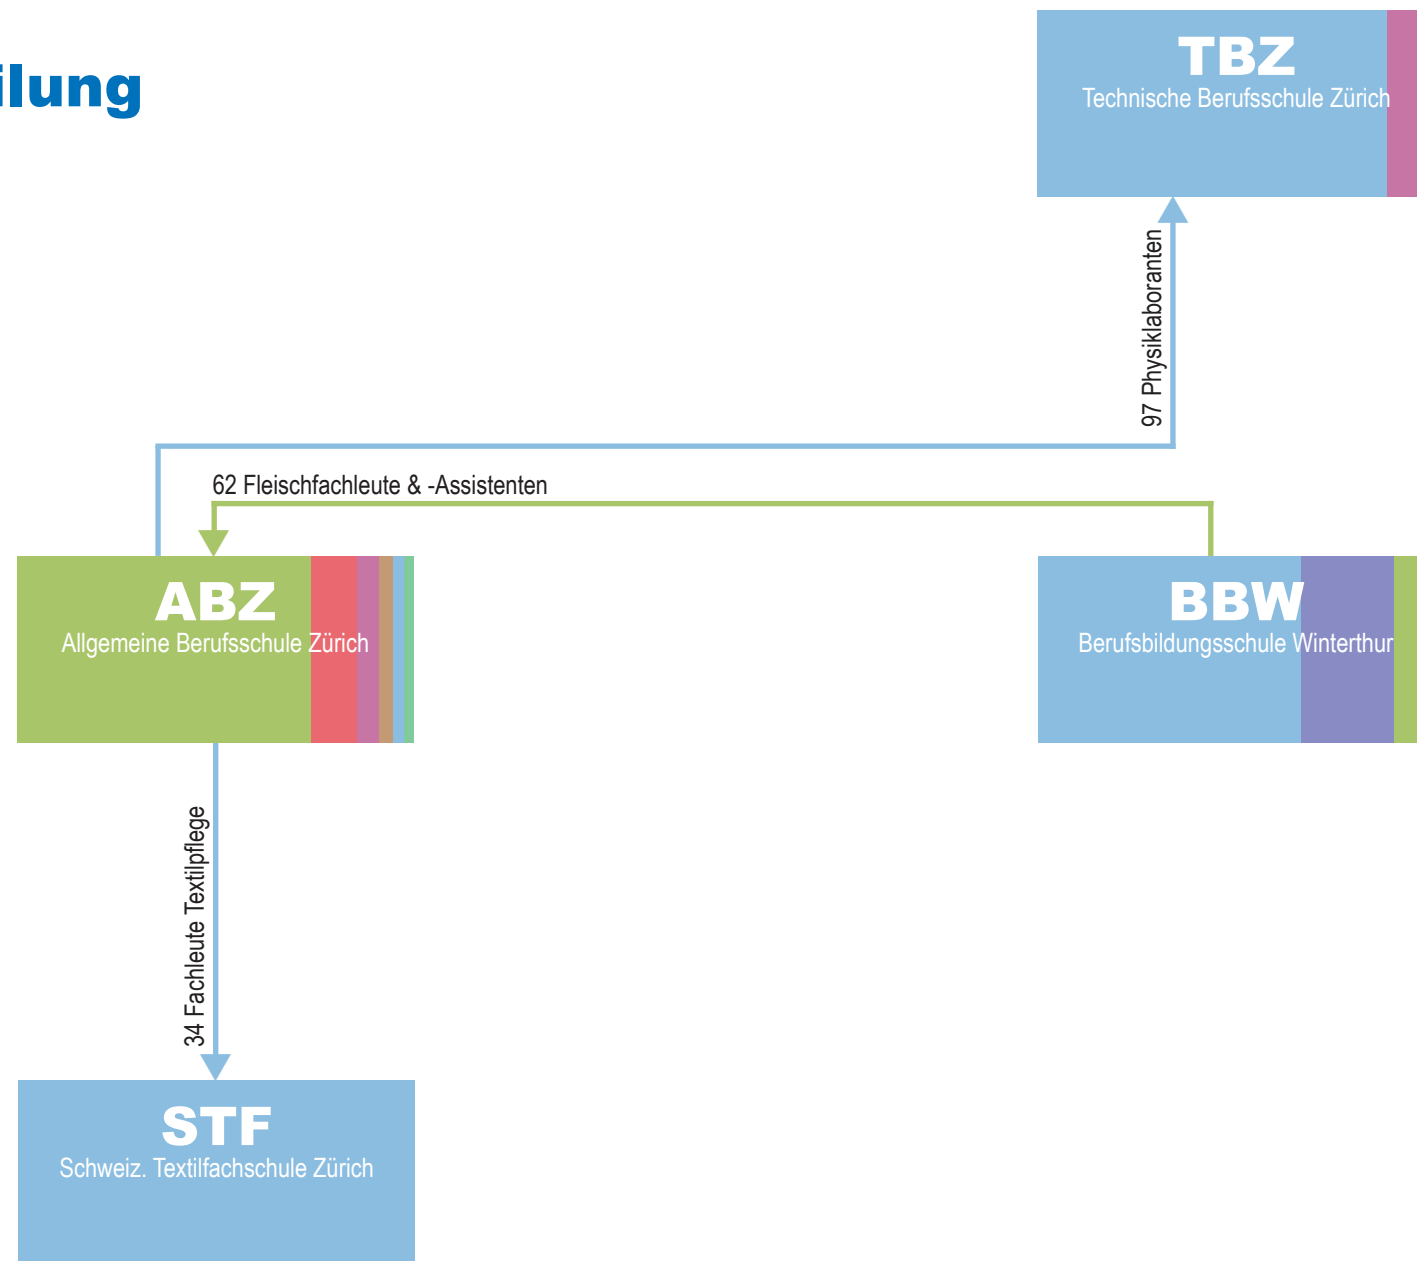 ilung
TBZ
Technische Berufsschule Zürich
97 Physiklaboranten
62 Fleischfachleute & -Assistenten
ABZ
Allgemeine Berufsschule Zürich
BBW
Berufsbildungsschule Winterthur
34 Fachleute Textilpflege
STF
Schweiz. Textilfachschule Zürich